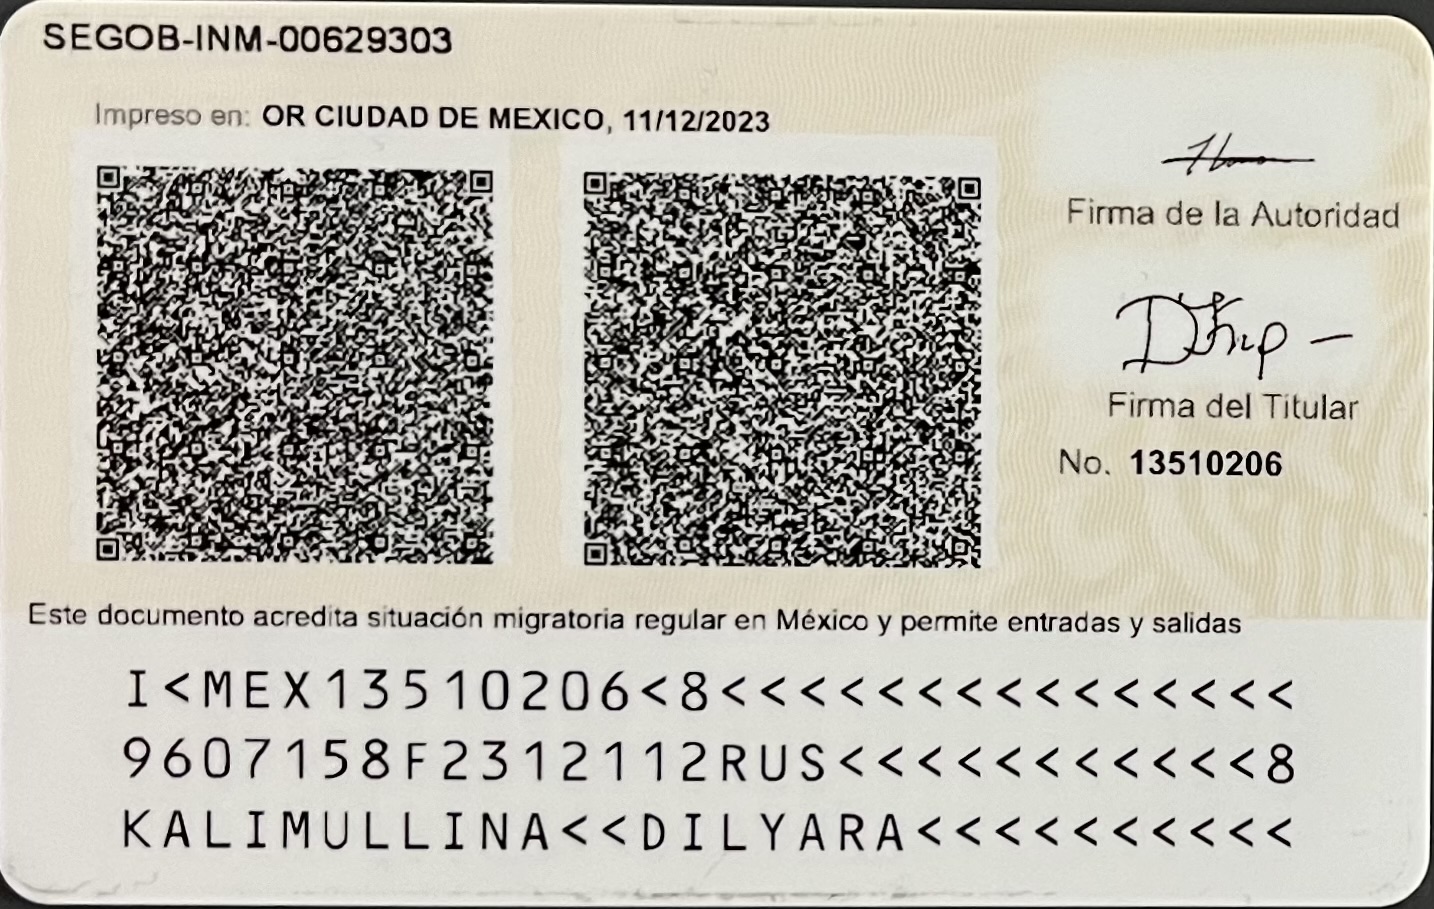 SEGOB-INM-00629303
Impreso en: OR CIUDAD DE MEXICO, 11/12/2023
Firma de la Autoridad
Firma del Titular
No. 13510206
Este documento acredita situación migratoria regular en México y permite entradas y salidas
I<MEX13510206<8<<<<<<<<<<<<<<<
9607158F2312112RUS<<<<<<<<<<<8
KALIMULLINA<<DILYARA<<<<<<<<<<